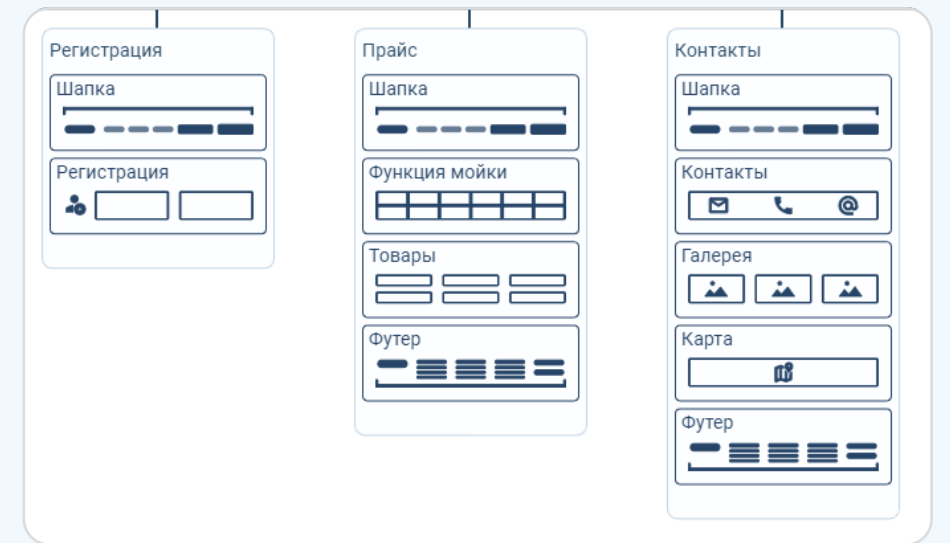 Регистрация
Шапка
Регистрация
Прайс
Шапка
Функция мойки
Товары
Футер
Контакты
Шапка
Контакты
Галерея
Карта
Футер